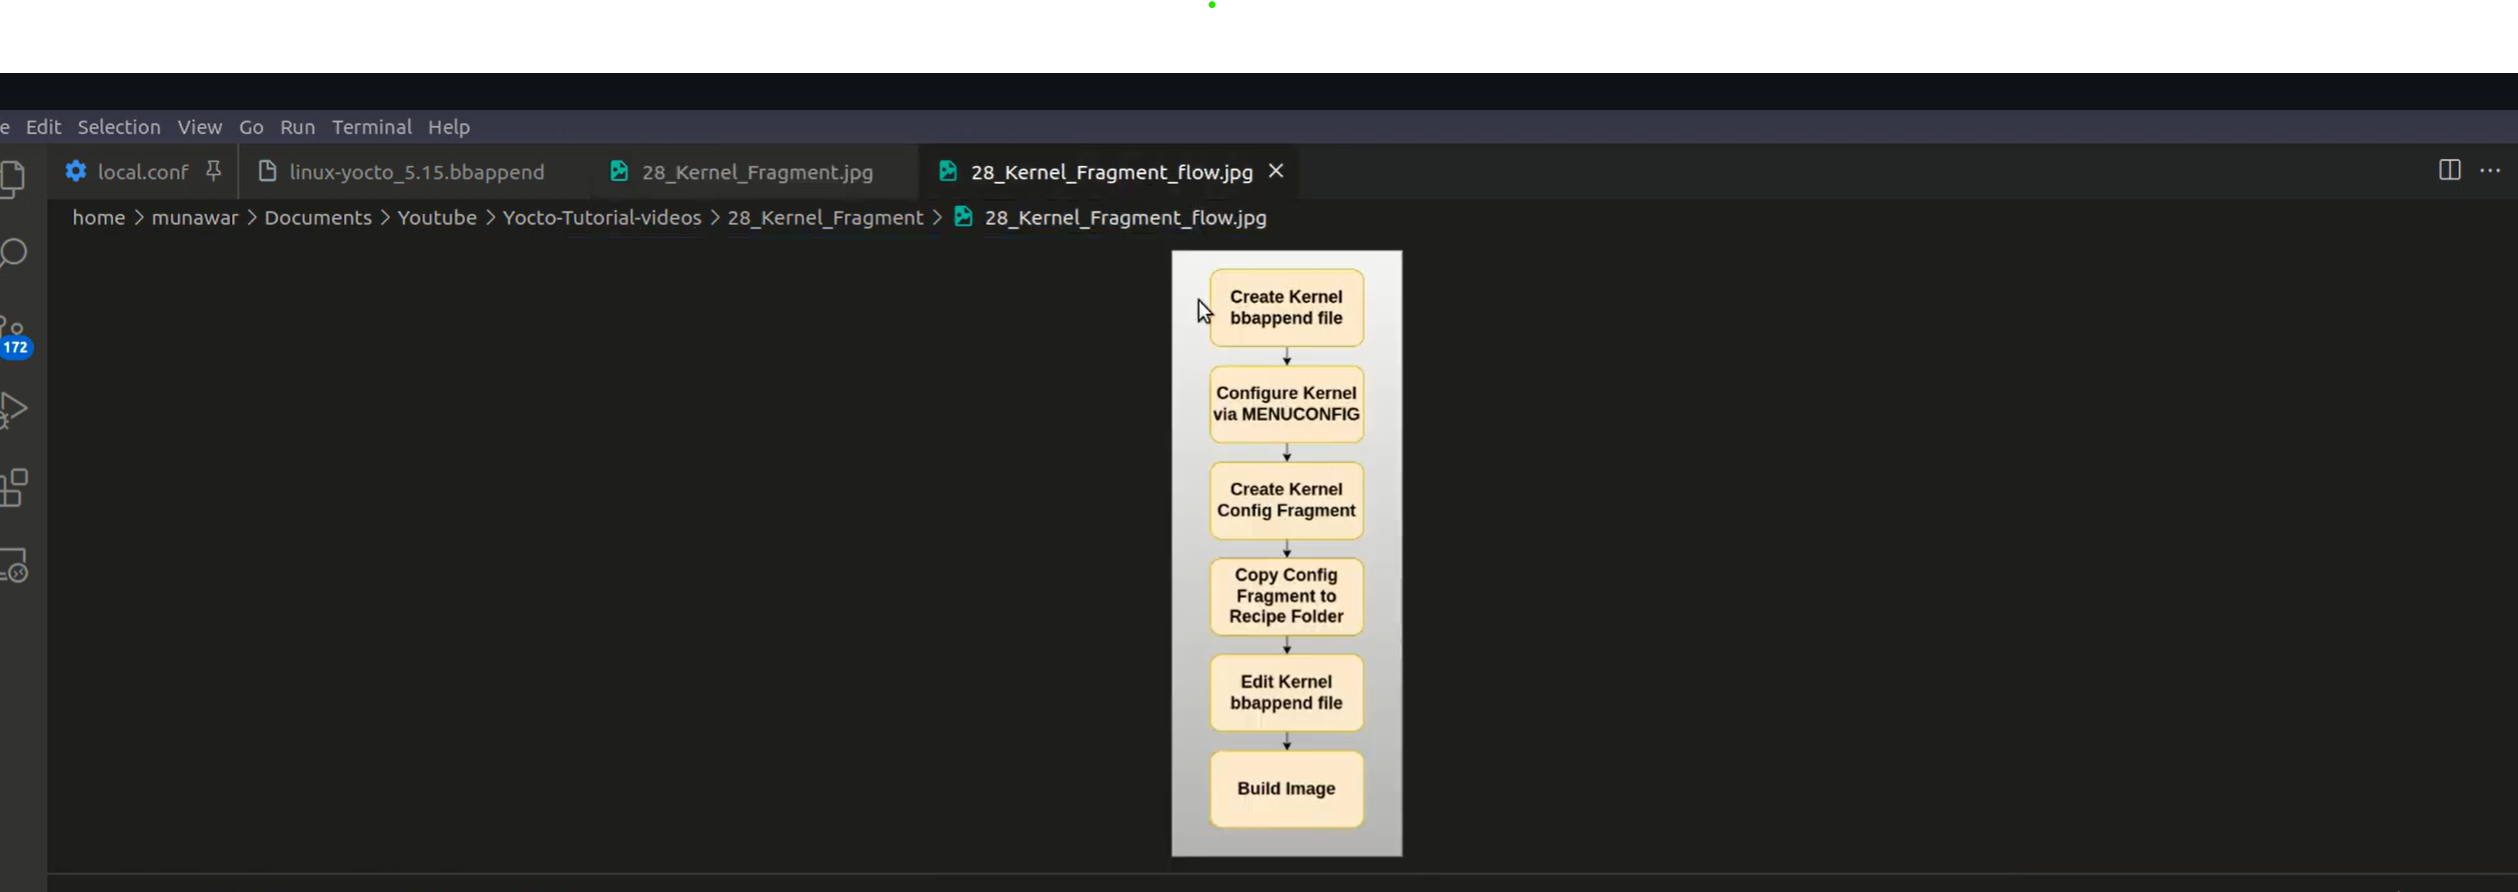 e Edit Selection View Go Run Terminal Help
local.conf linux-yocto_5.15.bbappend 28_Kernel_Fragment.jpg 28_Kernel_Fragment_flow.jpg
home > munawar > Documents > Youtube > Yocto-Tutorial-videos > 28_Kernel_Fragment > 28_Kernel_Fragment_flow.jpg
172
Create Kernel
bbappend file
Configure Kernel
via MENUCONFIG
Create Kernel
Config Fragment
Copy Config
Fragment to
Recipe Folder
Edit Kernel
bbappend file
Build Image